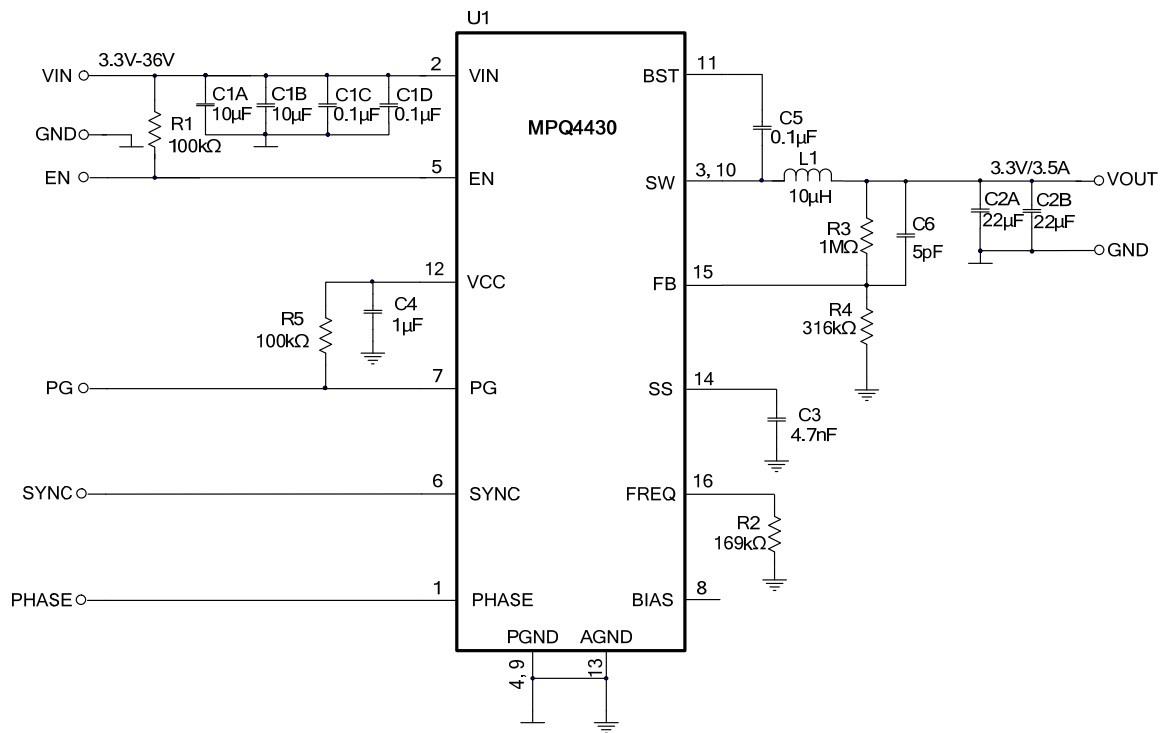 U1
MPQ4430
VIN
3.3V-36V
2
VIN
C1A
10µF
C1B
10µF
C1C
0.1µF
C1D
0.1µF
GND
R1
100kΩ
EN
5
EN
12
VCC
C4
1µF
R5
100kΩ
PG
7
PG
SYNC
6
SYNC
PHASE
1
PHASE
BST
11
C5
0.1µF
SW
3, 10
L1
10µH
3.3V/3.5A
VOUT
C2A
22µF
C2B
22µF
GND
R3
1MΩ
C6
5pF
FB
15
R4
316kΩ
SS
14
C3
4.7nF
FREQ
16
R2
169kΩ
BIAS
8
PGND
AGND
4, 9
13